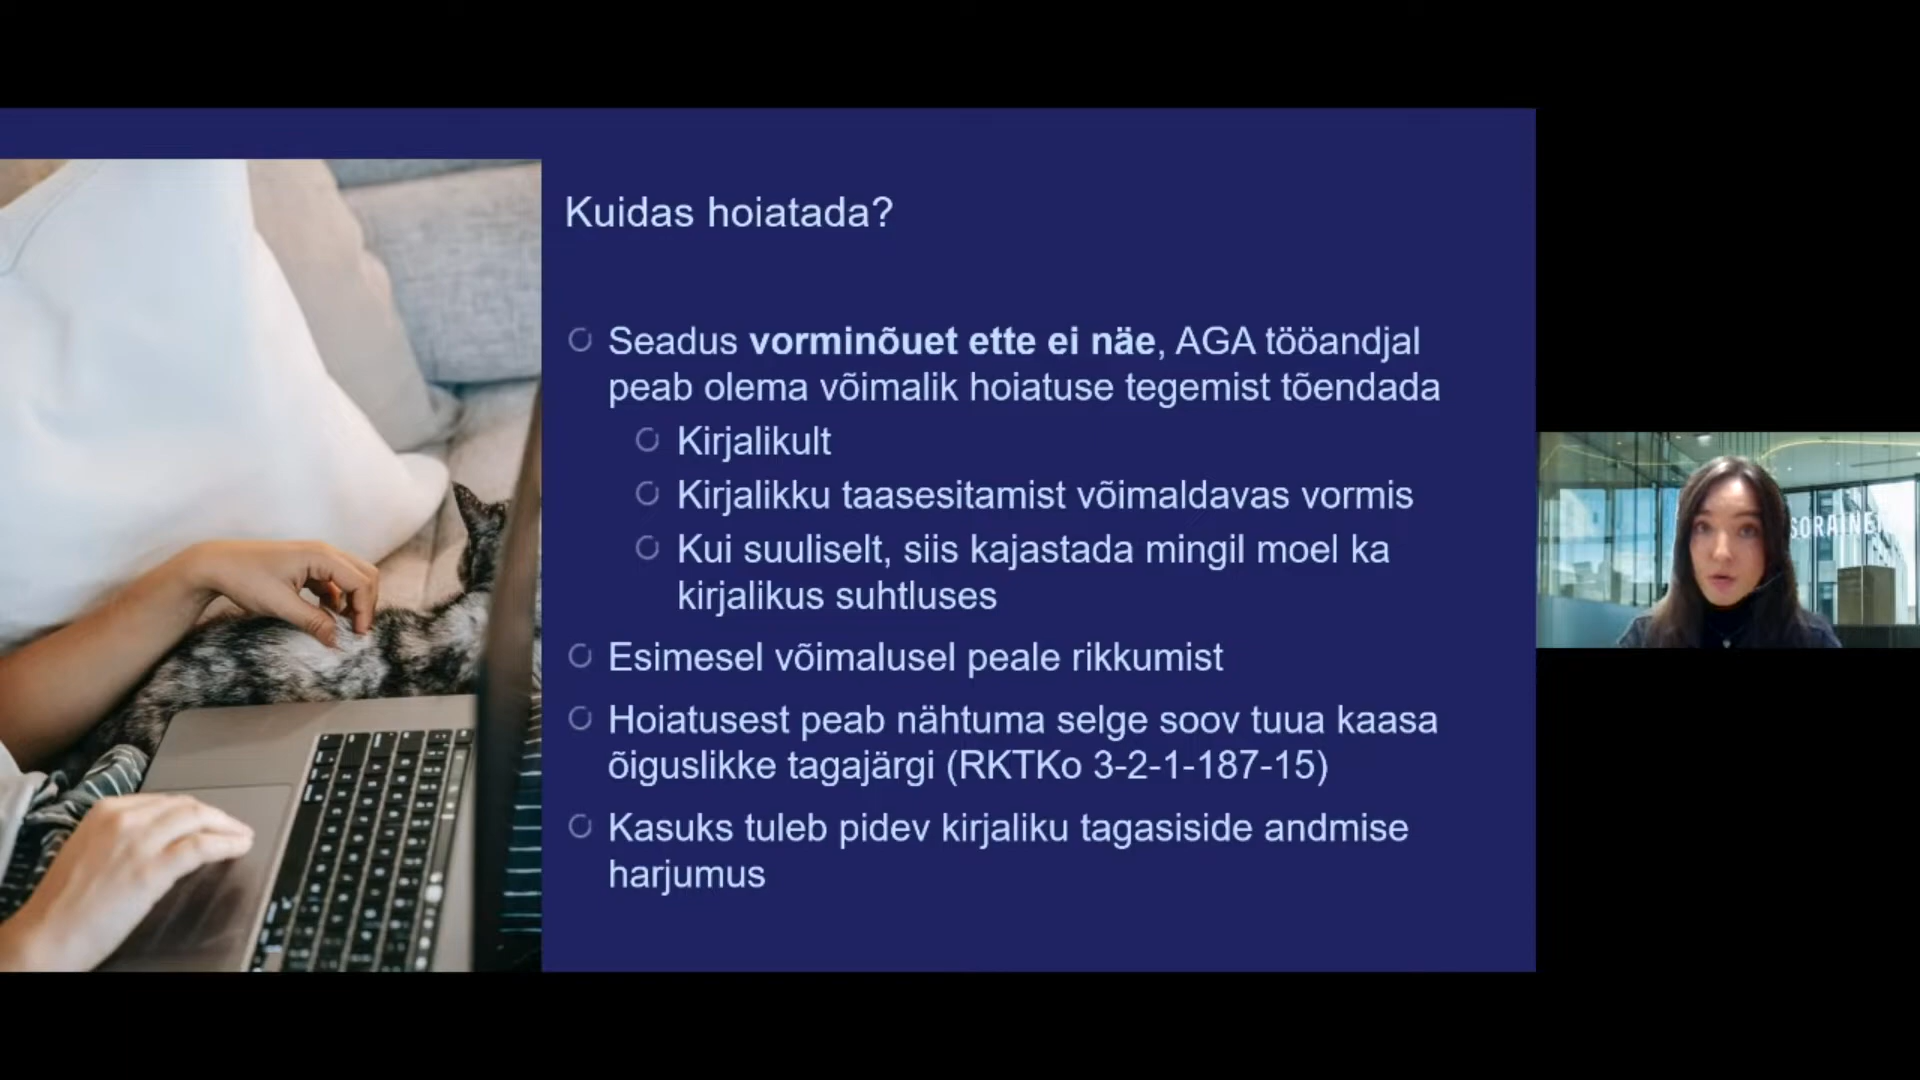 Kuidas hoiatada?
Seadus vorminõuet ette ei näe, AGA tööandjal
peab olema võimalik hoiatuse tegemist tõendada
Kirjalikult
Kirjalikku taasesitamist võimaldavas vormis
Kui suuliselt, siis kajastada mingil moel ka
kirjalikus suhtluses
Esimesel võimalusel peale rikkumist
Hoiatusest peab nähtuma selge soov tuua kaasa
õiguslikke tagajärgi (RKTKo 3-2-1-187-15)
Kasuks tuleb pidev kirjaliku tagasiside andmise
harjumus
SORAINEN